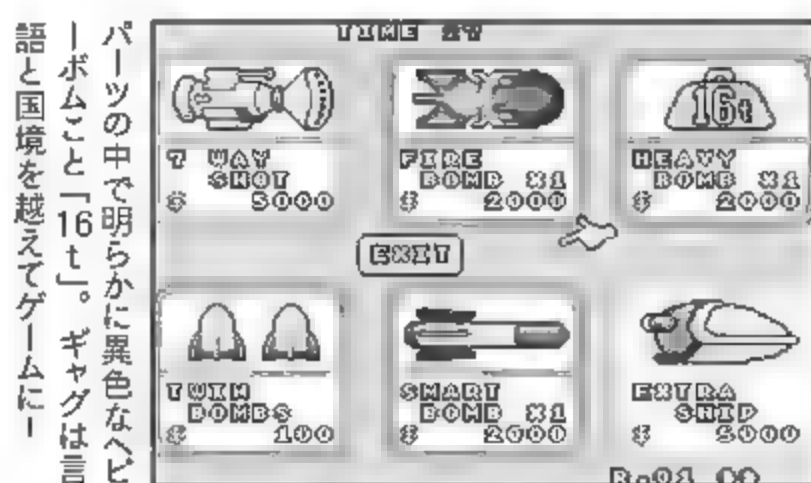 パーツの中で明らかに異色なヘビ
ーボムこと「16t」。ギャグは言
語と国境を越えてゲームにー
TIME 27
16t
7 WAY
SHOT
$ 5000
FIRE
BOMB X1
$ 2000
HEAVY
BOMB X1
$ 2000
EXIT
TWIN
BOMBS
$ 100
SMART
BOMB X1
$ 2000
EXTRA
SHIP
$ 5000